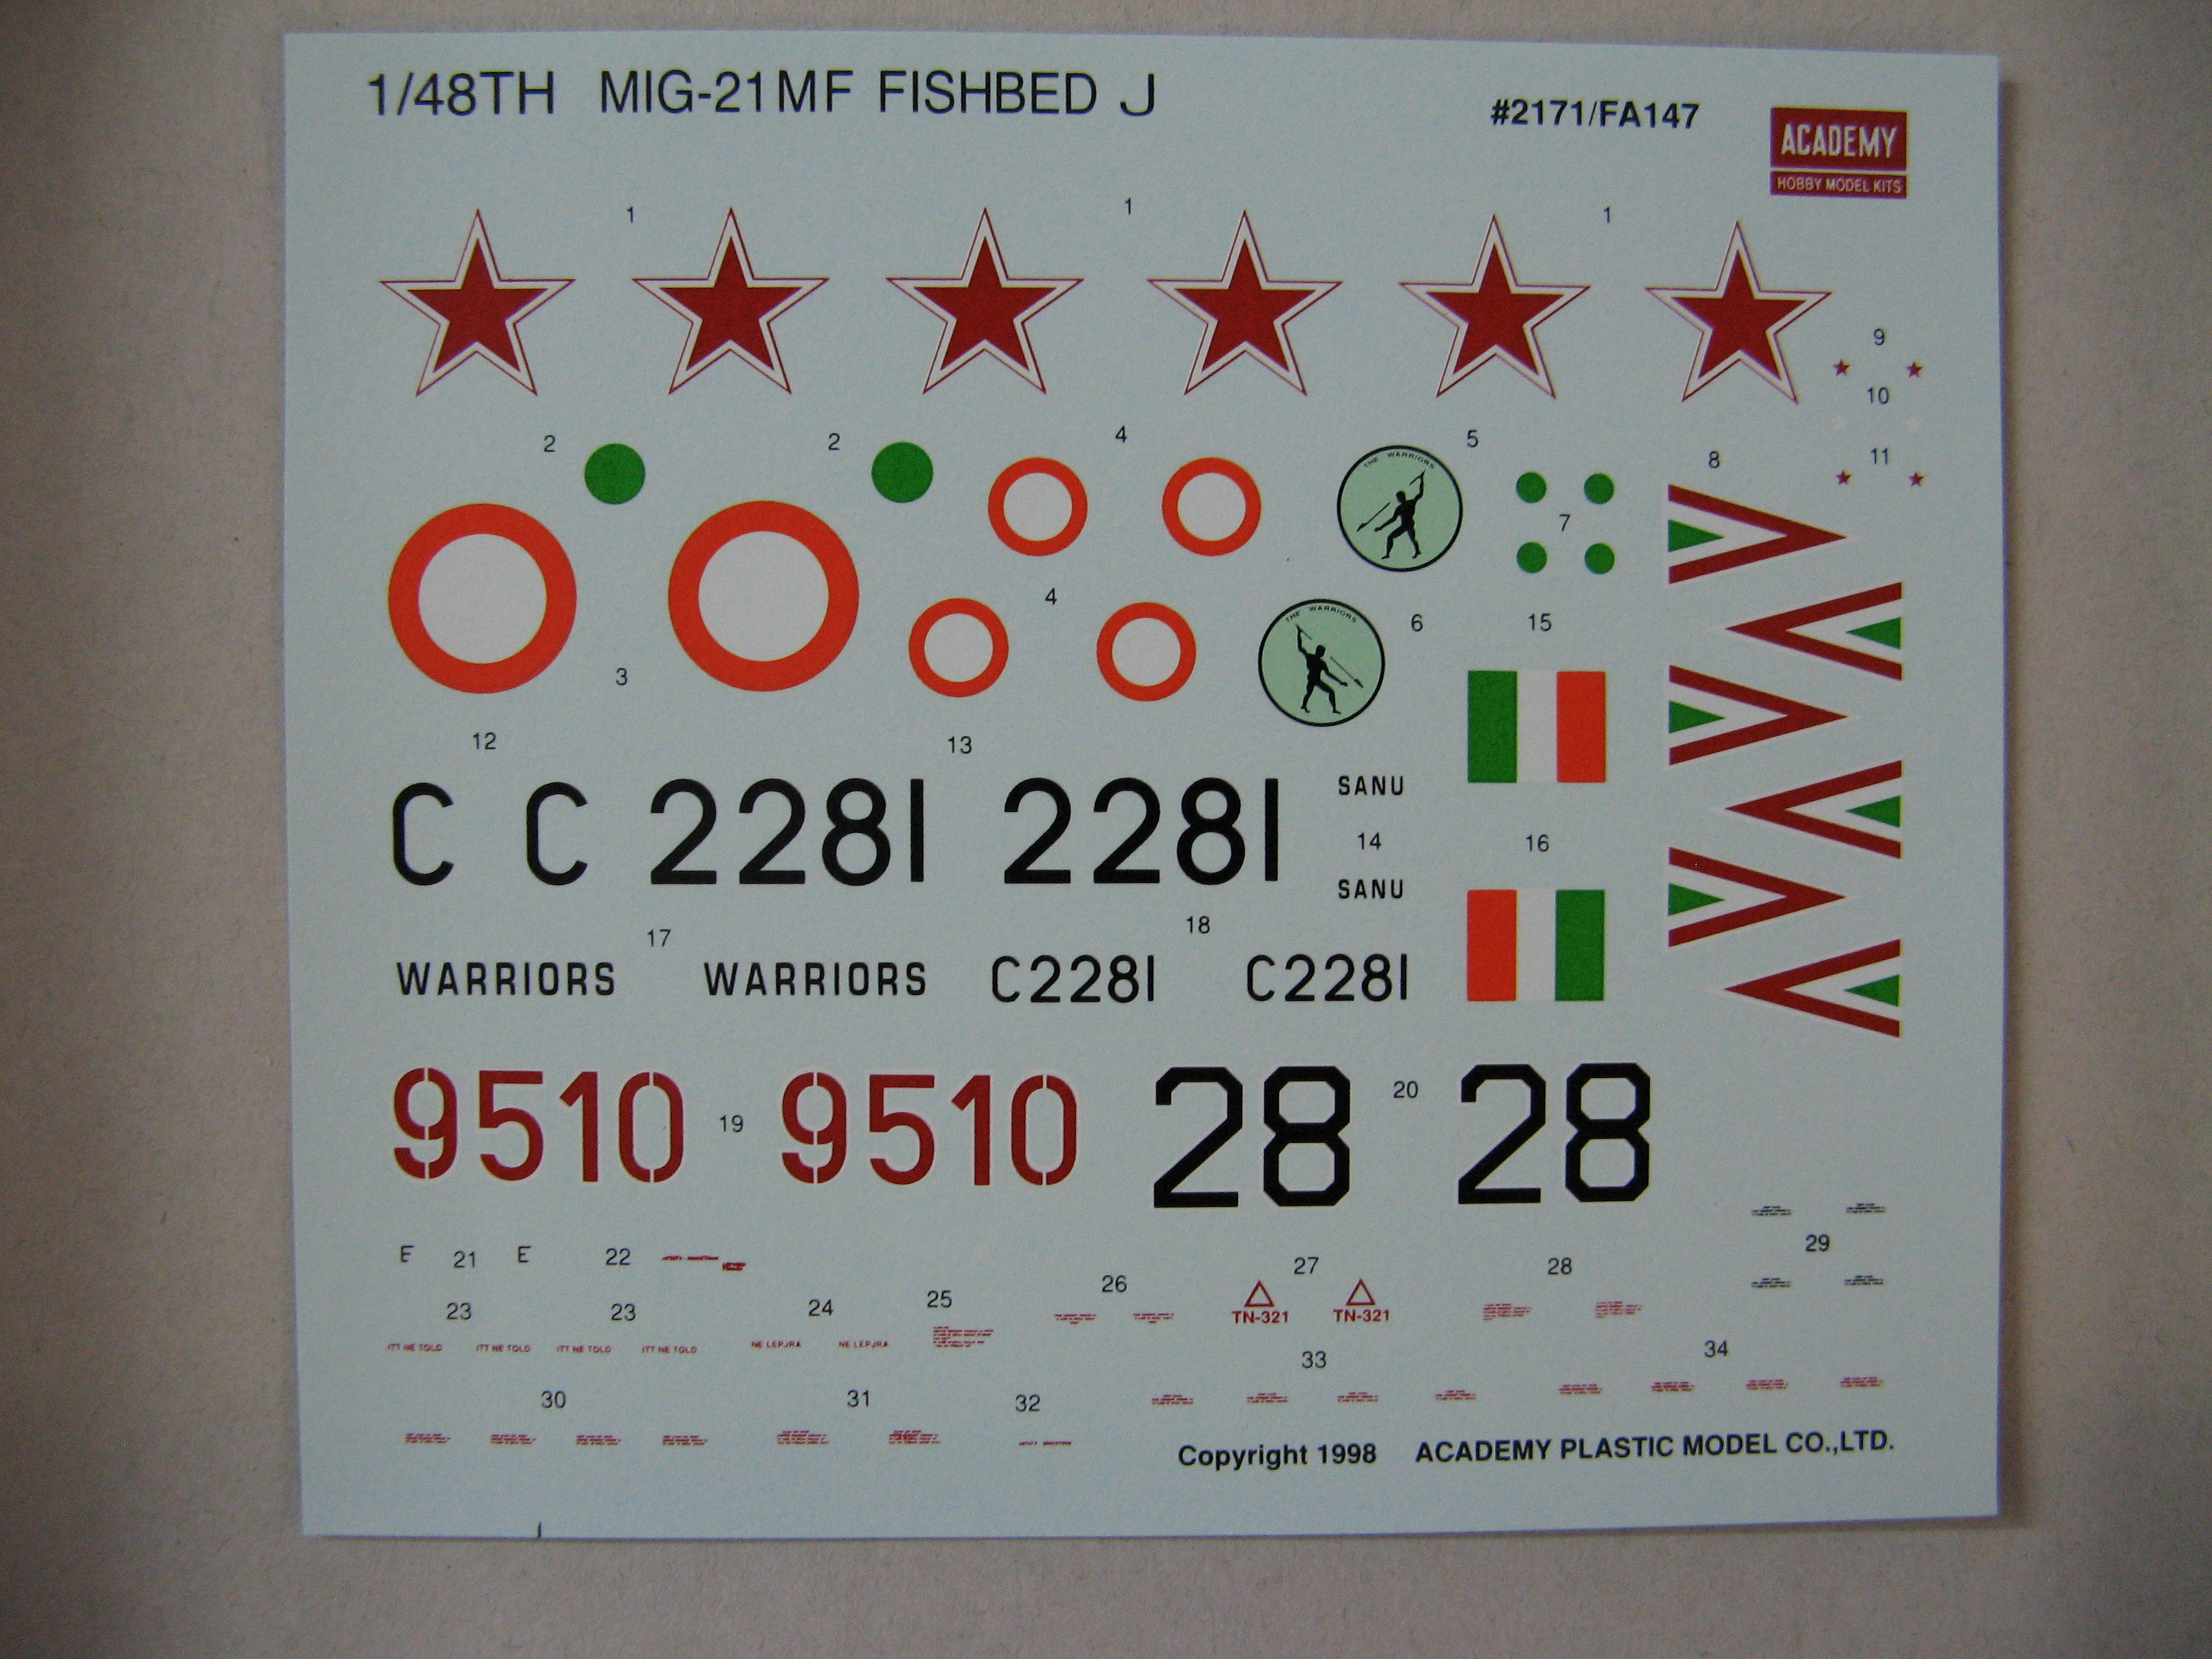 1/48TH MIG-21MF FISHBED J
#2171/FA147
ACADEMY
HOBBY MODEL KITS
1 1 1
9
10
2 2 4 5 8 11
THE WARRIORS
7
4
THE WARRIORS
3 6 15
12 13
C C 2281 2281 SANU
14 16
SANU
17 18
WARRIORS WARRIORS C2281 C2281
9510 19 9510 28 20 28
29
E 21 E 22 27 28
23 23 24 25 26
TN-321 TN-321
ITT NE TOLD ITT NE TOLD ITT NE TOLD ITT NE TOLD NE LEPJRA NE LEPJRA
33 34
30 31 32
Copyright 1998 ACADEMY PLASTIC MODEL CO.,LTD.